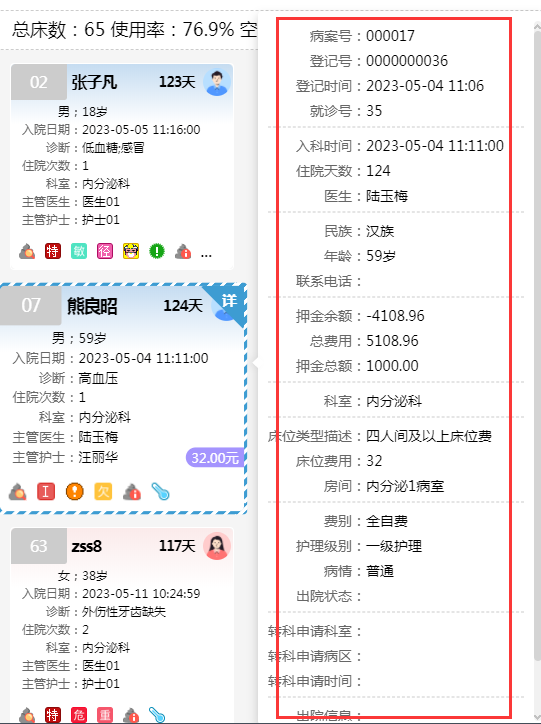 总床数：65 使用率：76.9% 空
02 张子凡 123天
男；18岁
入院日期：2023-05-05 11:16:00
诊断：低血糖;感冒
住院次数：1
科室：内分泌科
主管医生：医生01
主管护士：护士01
特 敏 径 ...
07 熊良昭 124天 详
男；59岁
入院日期：2023-05-04 11:11:00
诊断：高血压
住院次数：1
科室：内分泌科
主管医生：陆玉梅
主管护士：汪丽华 32.00元
I 欠
63 zss8 117天
女；38岁
入院日期：2023-05-11 10:24:59
诊断：外伤性牙齿缺失
住院次数：2
科室：内分泌科
主管医生：医生01
主管护士：护士01
特 危 重
病案号：000017
登记号：0000000036
登记时间：2023-05-04 11:06
就诊号：35
入科时间：2023-05-04 11:11:00
住院天数：124
医生：陆玉梅
民族：汉族
年龄：59岁
联系电话：
押金余额：-4108.96
总费用：5108.96
押金总额：1000.00
科室：内分泌科
床位类型描述：四人间及以上床位费
床位费用：32
房间：内分泌1病室
费别：全自费
护理级别：一级护理
病情：普通
出院状态：
转科申请科室：
转科申请病区：
转科申请时间：
出院信息：